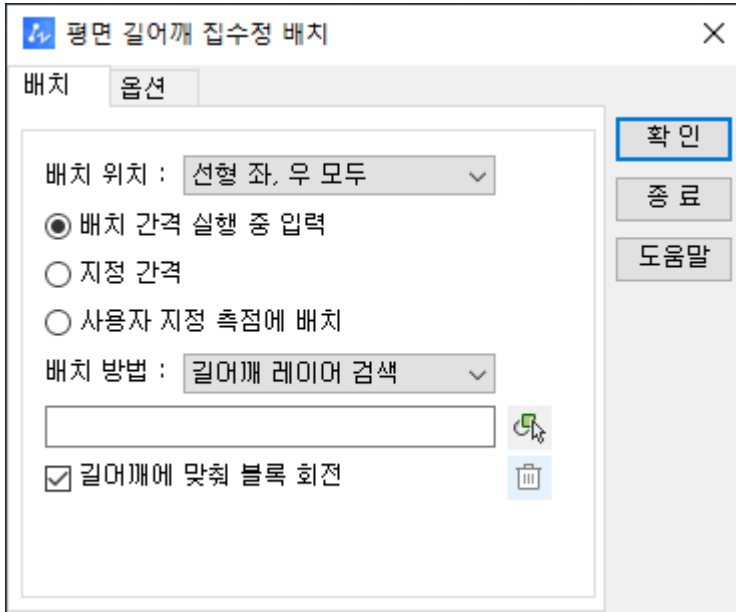 평면 길어깨 집수정 배치
배치 옵션
배치 위치 : 선형 좌, 우 모두
배치 간격 실행 중 입력
지정 간격
사용자 지정 측점에 배치
배치 방법 : 길어깨 레이어 검색
길어깨에 맞춰 블록 회전
확 인
종 료
도움말